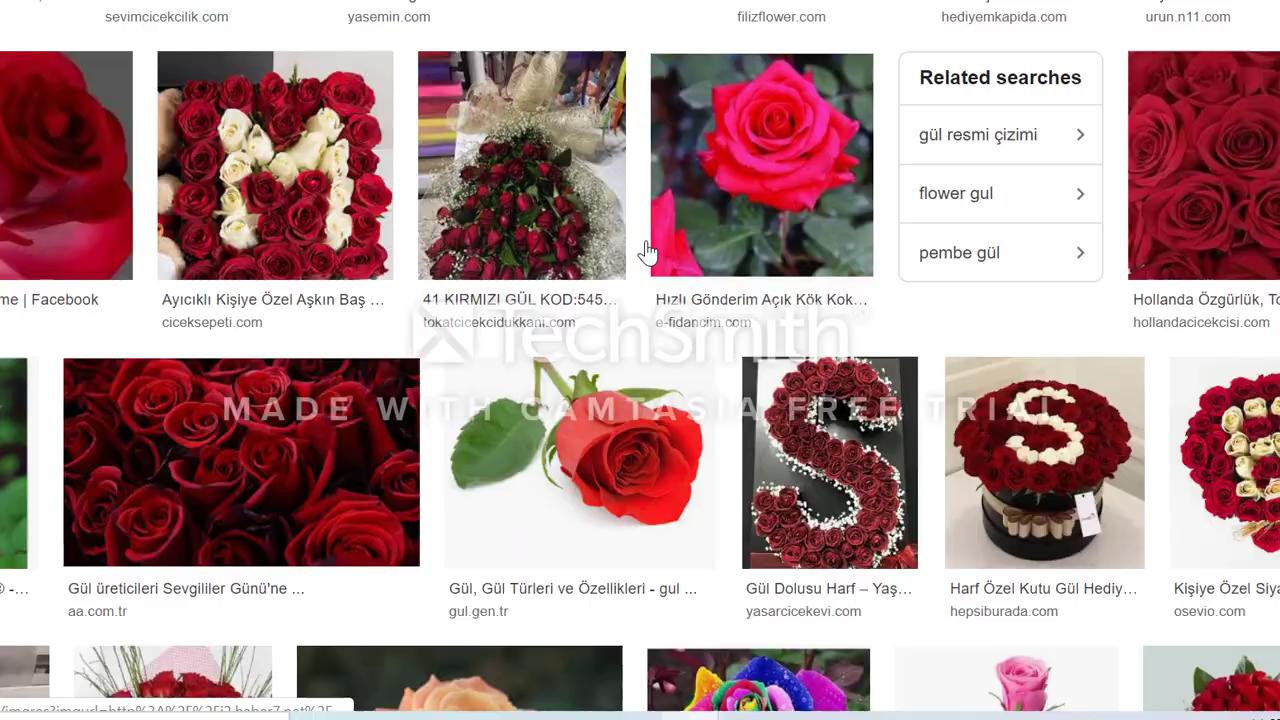 sevimcicekcilik.com
yasemin.com
filizflower.com
hediyemkapida.com
urun.n11.com
Related searches
gül resmi çizimi
flower gul
pembe gül
me | Facebook
Ayıcıklı Kişiye Özel Aşkın Baş ...
ciceksepeti.com
41 KIRMIZI GÜL KOD:545...
tokatcicekcidukkani.com
Hızlı Gönderim Açık Kök Kok...
e-fidancim.com
Hollanda Özgürlük, To
hollandacicekcisi.com
TechSmith
MADE WITH CAMTASIA FREE TRIAL
-...
Gül üreticileri Sevgililer Günü'ne ...
aa.com.tr
Gül, Gül Türleri ve Özellikleri - gul ...
gul.gen.tr
Gül Dolusu Harf – Yaş...
yasarcicekevi.com
Harf Özel Kutu Gül Hediy...
hepsiburada.com
Kişiye Özel Siya
osevio.com